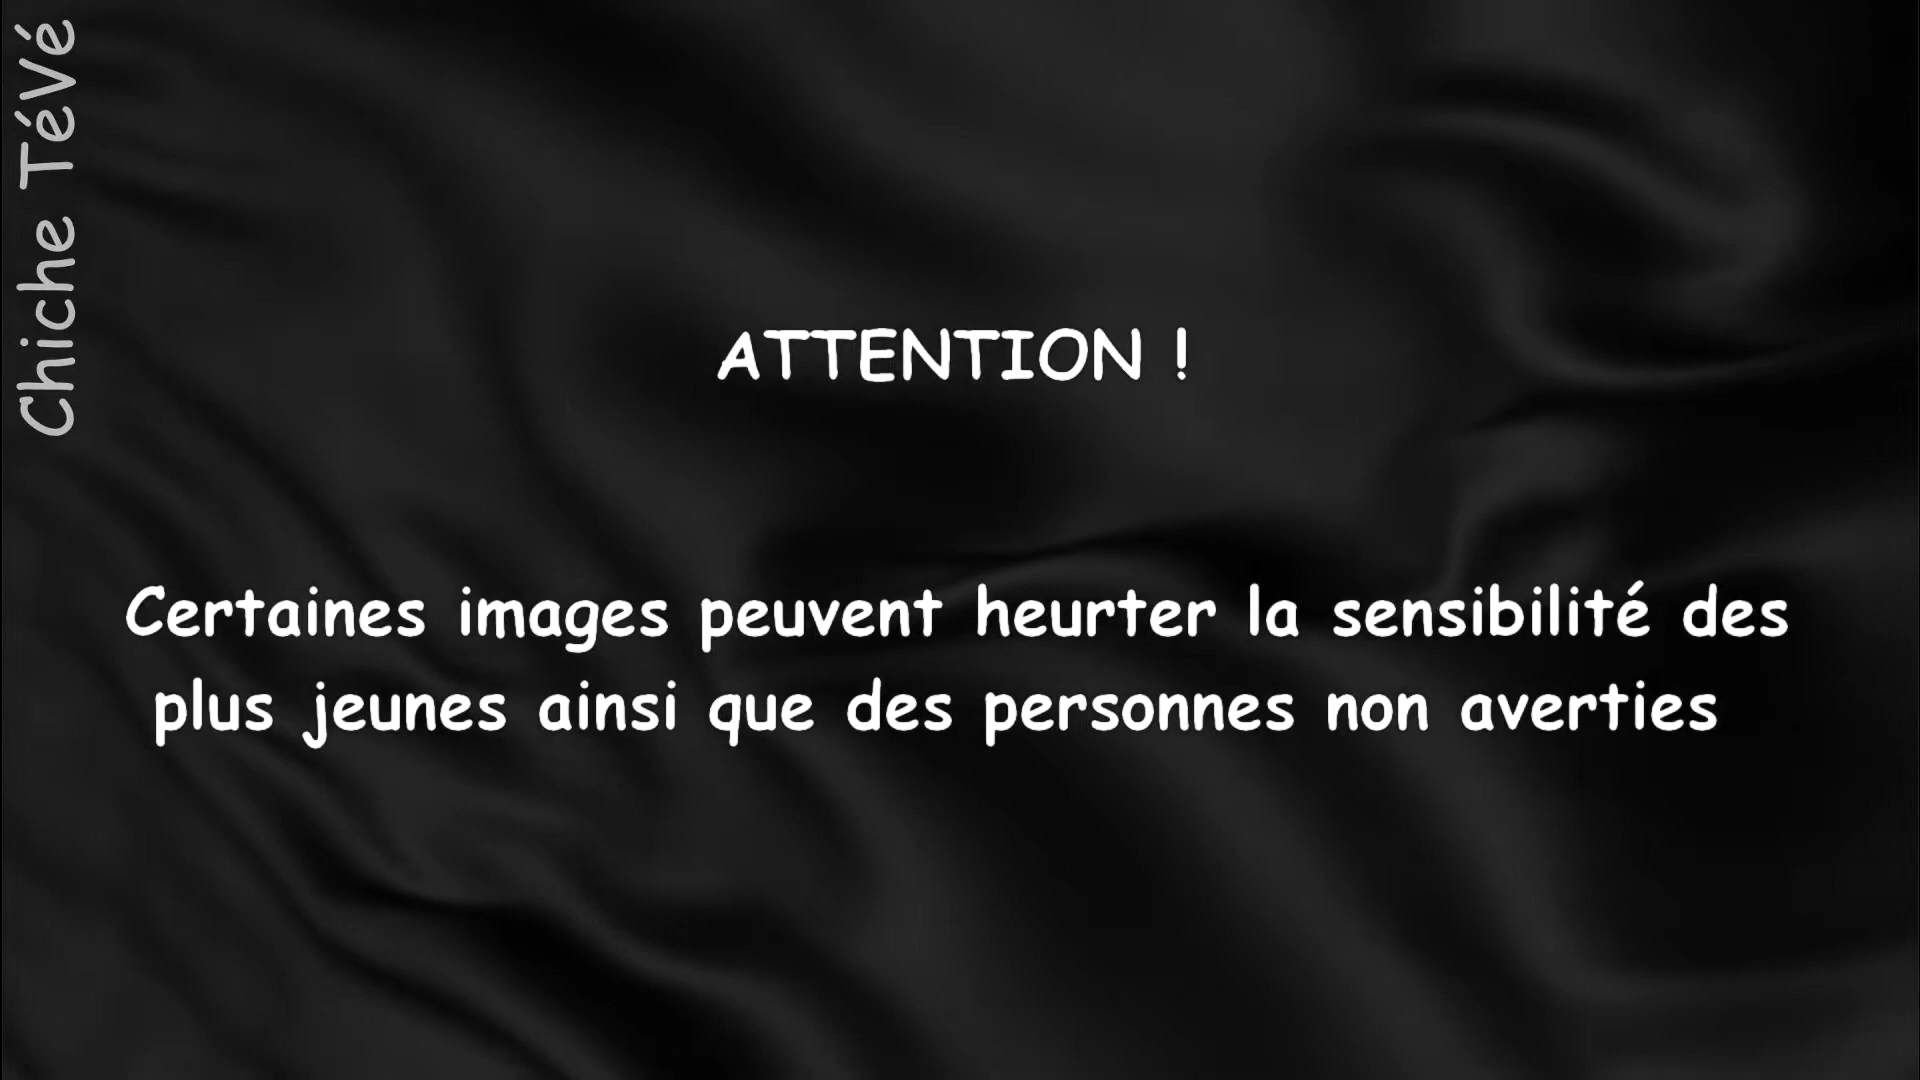 Chiche TéVé
ATTENTION !
Certaines images peuvent heurter la sensibilité des
plus jeunes ainsi que des personnes non averties